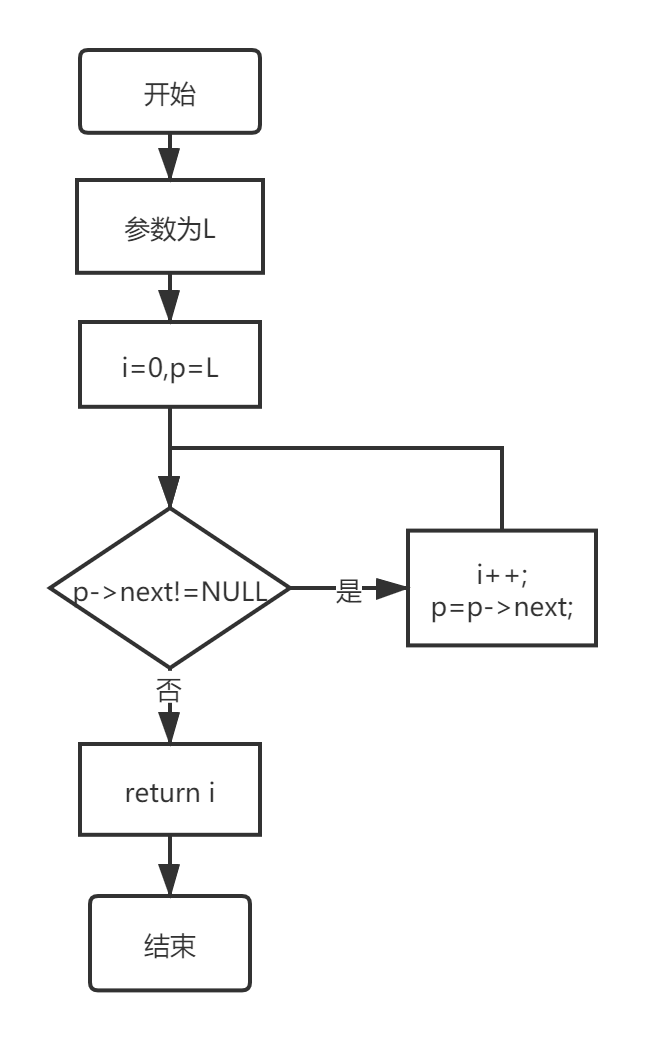 开始
参数为L
i=0,p=L
p->next!=NULL
是
i++;
p=p->next;
否
return i
结束